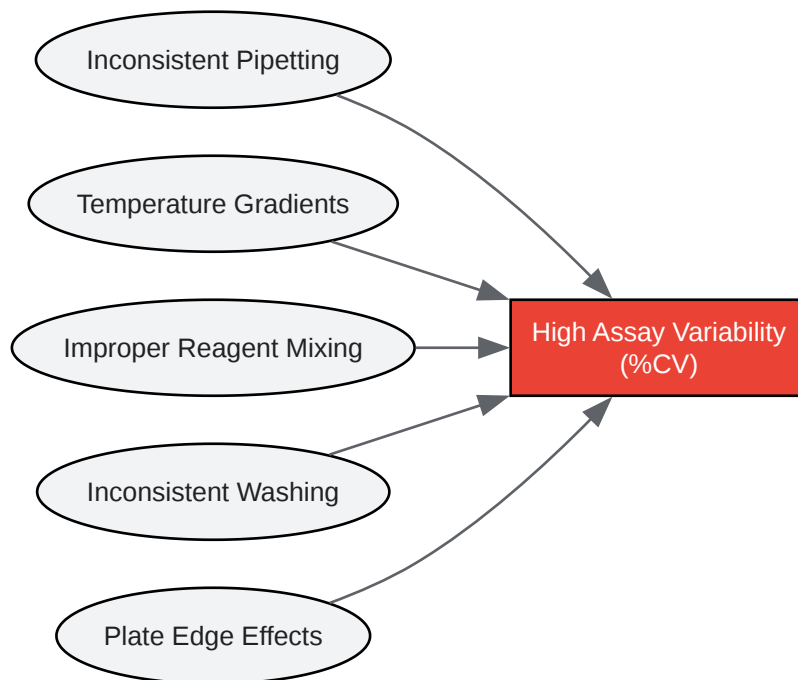 Inconsistent Pipetting
Temperature Gradients
Improper Reagent Mixing
High Assay Variability
(%CV)
Inconsistent Washing
Plate Edge Effects